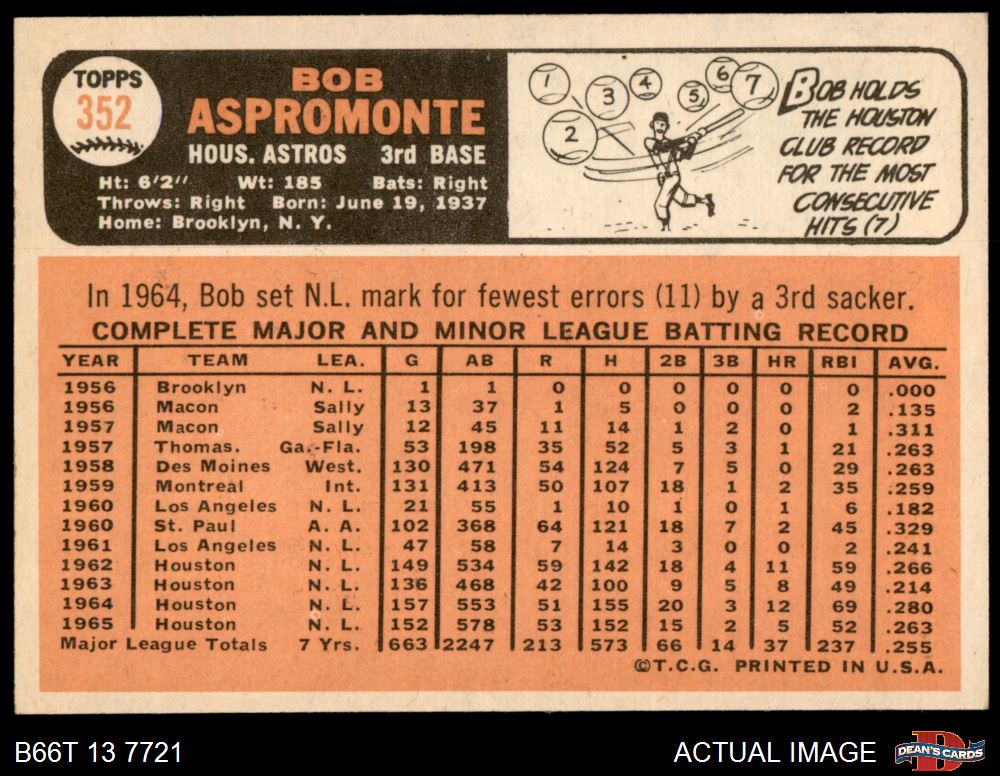 TOPPS
352
BOB
ASPROMONTE
HOUS. ASTROS 3rd BASE
Ht: 6'2" Wt: 185 Bats: Right
Throws: Right Born: June 19, 1937
Home: Brooklyn, N. Y.
1 2 3 4 5 6 7
BOB HOLDS
THE HOUSTON
CLUB RECORD
FOR THE MOST
CONSECUTIVE
HITS (7)
In 1964, Bob set N.L. mark for fewest errors (11) by a 3rd sacker.
COMPLETE MAJOR AND MINOR LEAGUE BATTING RECORD
YEAR TEAM LEA. G AB R H 2B 3B HR RBI AVG.
1956 Brooklyn N. L. 1 1 0 0 0 0 0 0 .000
1956 Macon Sally 13 37 1 5 0 0 0 2 .135
1957 Macon Sally 12 45 11 14 1 2 0 1 .311
1957 Thomas. Ga.-Fla. 53 198 35 52 5 3 1 21 .263
1958 Des Moines West. 130 471 54 124 7 5 0 29 .263
1959 Montreal Int. 131 413 50 107 18 1 2 35 .259
1960 Los Angeles N. L. 21 55 1 10 1 0 1 6 .182
1960 St. Paul A. A. 102 368 64 121 18 7 2 45 .329
1961 Los Angeles N. L. 47 58 7 14 3 0 0 2 .241
1962 Houston N. L. 149 534 59 142 18 4 11 59 .266
1963 Houston N. L. 136 468 42 100 9 5 8 49 .214
1964 Houston N. L. 157 553 51 155 20 3 12 69 .280
1965 Houston N. L. 152 578 53 152 15 2 5 52 .263
Major League Totals 7 Yrs. 663 2247 213 573 66 14 37 237 .255
©T.C.G. PRINTED IN U.S.A.
B66T 13 7721
ACTUAL IMAGE
DEAN'S CARDS